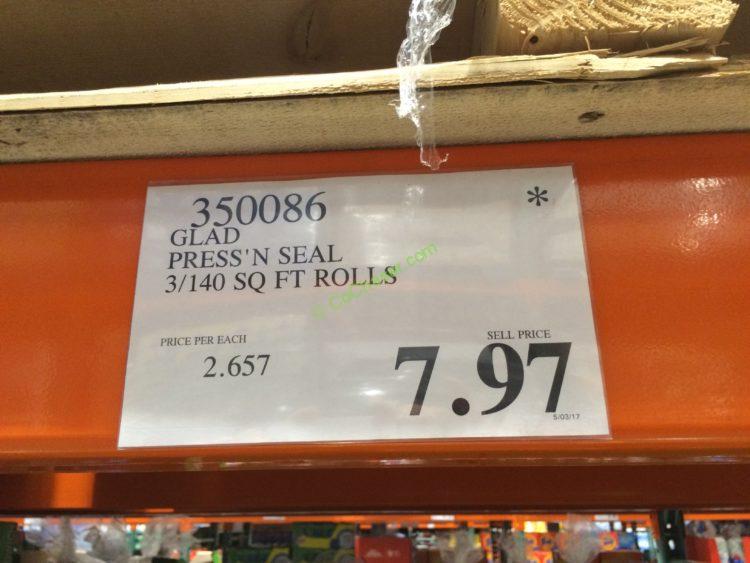 350086
*
GLAD
PRESS'N SEAL
3/140 SQ FT ROLLS
PRICE PER EACH
2.657
SELL PRICE
7.97
5/03/17